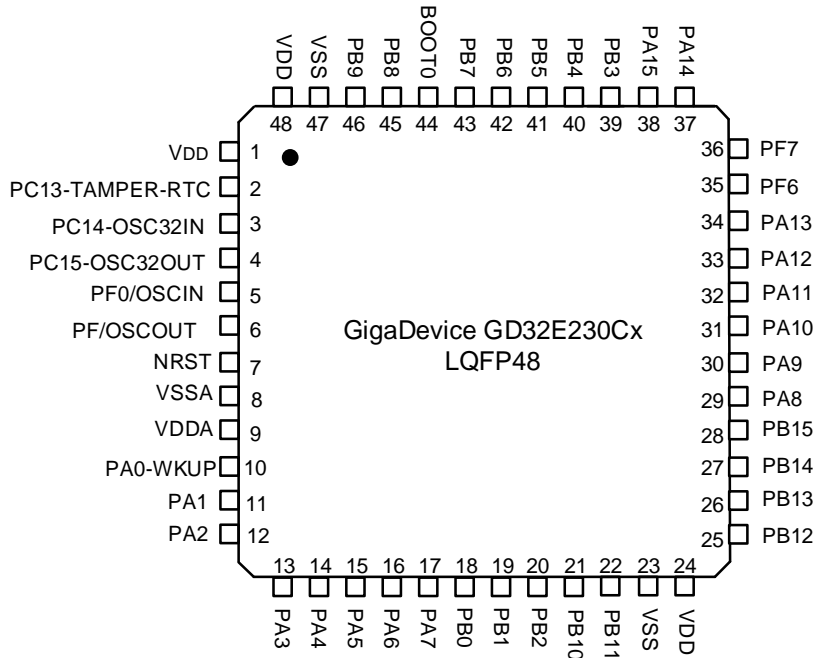 VDD VSS PB9 PB8 BOOT0 PB7 PB6 PB5 PB4 PB3 PA15 PA14
48 47 46 45 44 43 42 41 40 39 38 37
VDD 1
PC13-TAMPER-RTC 2
PC14-OSC32IN 3
PC15-OSC32OUT 4
PF0/OSCIN 5
PF/OSCOUT 6
NRST 7
VSSA 8
VDDA 9
PA0-WKUP 10
PA1 11
PA2 12
GigaDevice GD32E230Cx
LQFP48
36 PF7
35 PF6
34 PA13
33 PA12
32 PA11
31 PA10
30 PA9
29 PA8
28 PB15
27 PB14
26 PB13
25 PB12
13 14 15 16 17 18 19 20 21 22 23 24
PA3 PA4 PA5 PA6 PA7 PB0 PB1 PB2 PB10 PB11 VSS VDD